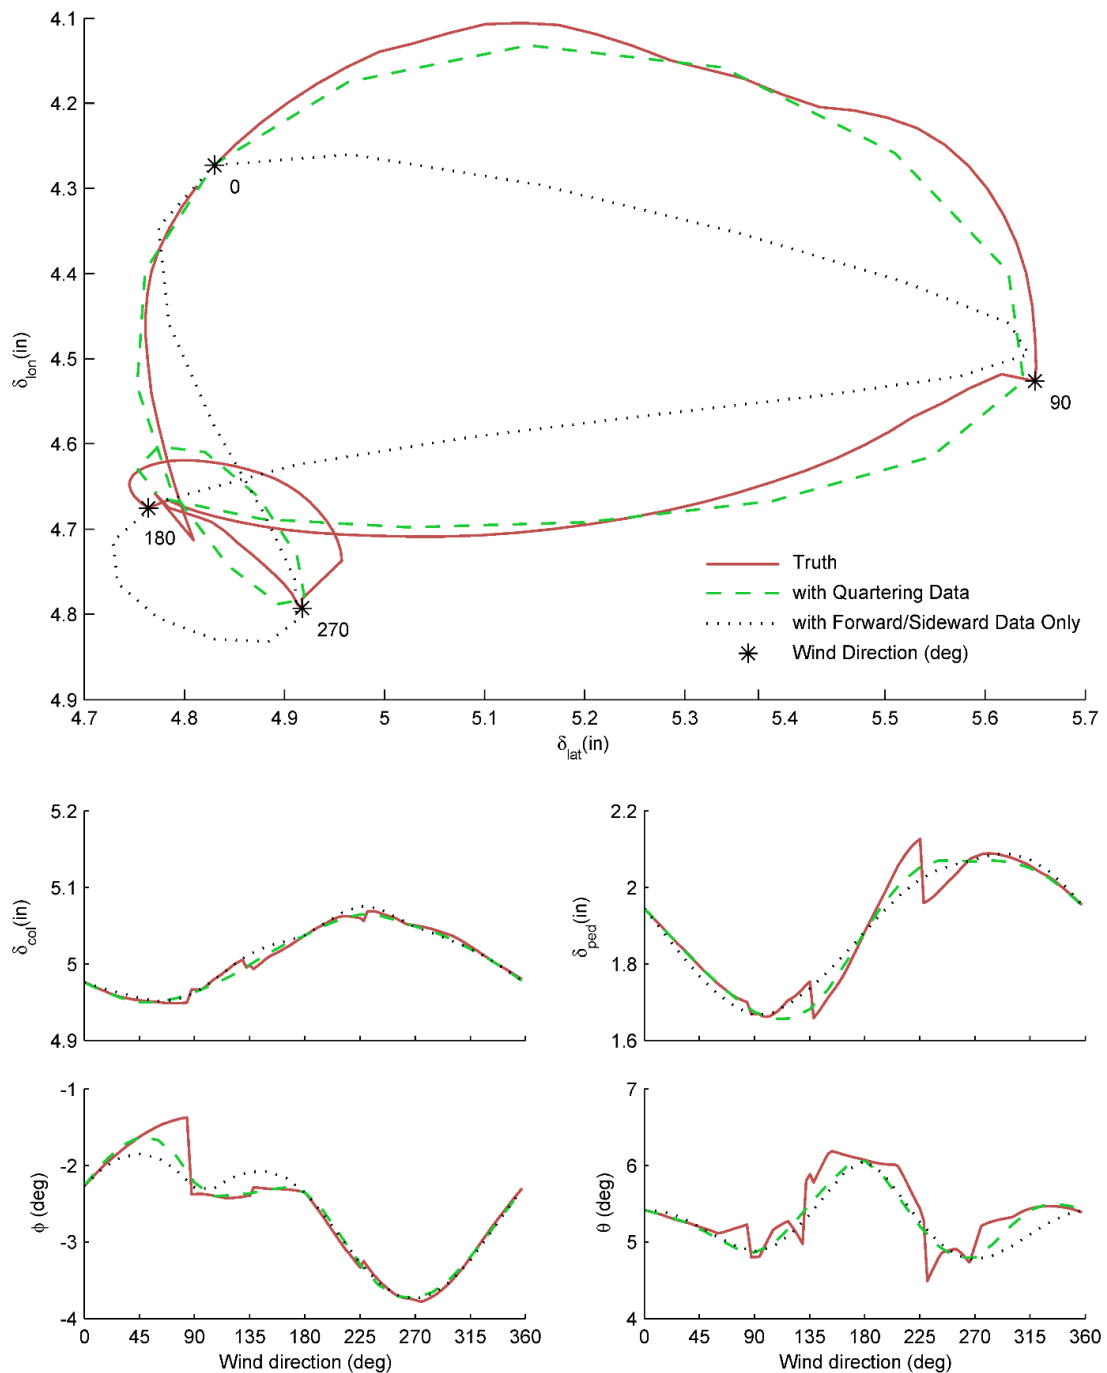 4.1
4.2
4.3
4.4
4.5
4.6
4.7
4.8
4.9
δlon(in)
0
90
180
270
Truth
with Quartering Data
with Forward/Sideward Data Only
Wind Direction (deg)
4.7 4.8 4.9 5 5.1 5.2 5.3 5.4 5.5 5.6 5.7
δlat(in)
5.2
5.1
5
4.9
δcol(in)
2.2
2
1.8
1.6
δped(in)
-1
-2
-3
-4
ϕ (deg)
0 45 90 135 180 225 270 315 360
Wind direction (deg)
7
6
5
4
θ (deg)
0 45 90 135 180 225 270 315 360
Wind direction (deg)